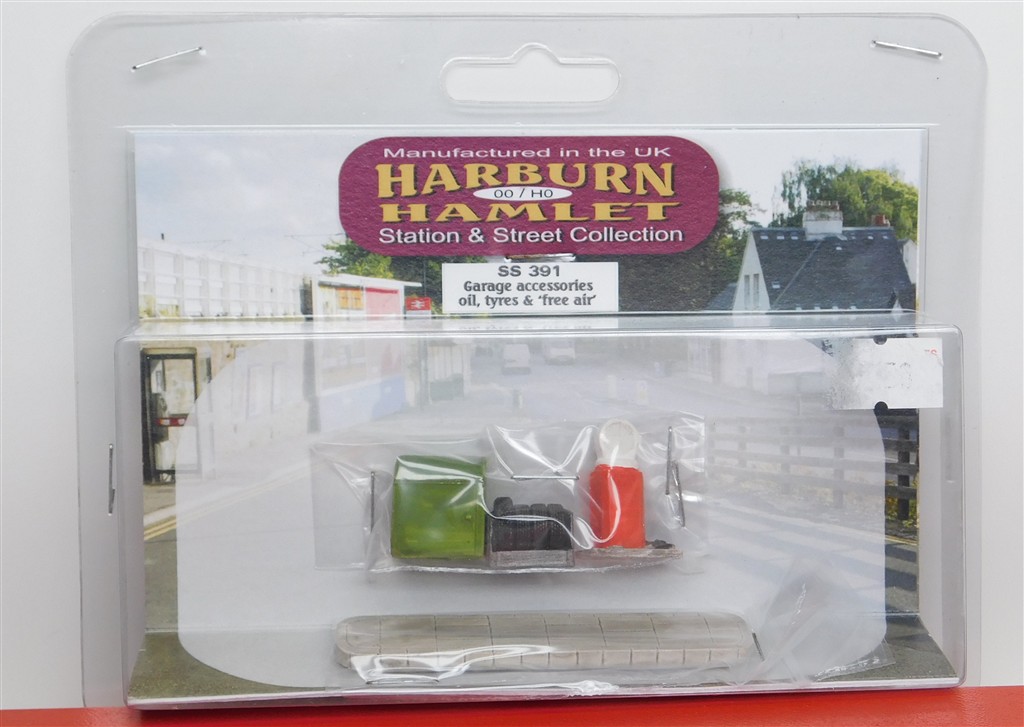 Manufactured in the UK
HARBURN
00 / H0
HAMLET
Station & Street Collection
SS 391
Garage accessories
oil, tyres & 'free air'